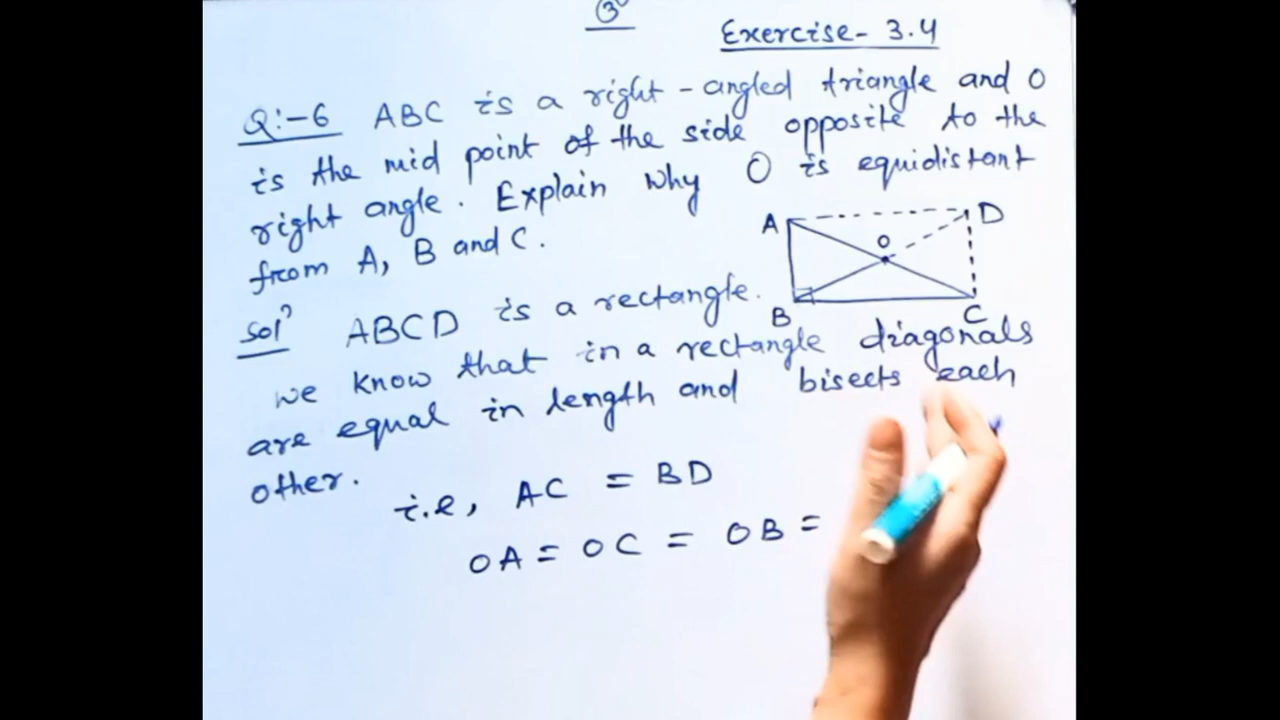 3
Exercise- 3.4
Q:-6 ABC is a right-angled triangle and O
is the mid point of the side opposite to the
right angle. Explain why O is equidistant
from A, B and C.
A D
O
B C
Solⁿ ABCD is a rectangle.
we know that in a rectangle diagonals
are equal in length and bisects each
other.
i.e, AC = BD
OA = OC = OB =